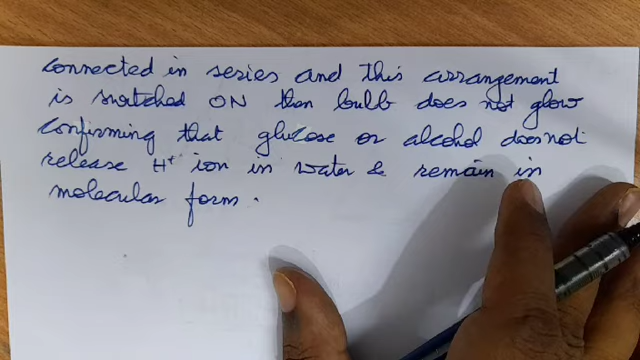 connected in series and this arrangement
is switched ON then bulb does not glow
confirming that glucose or alcohol does not
release H⁺ ion in water & remain in
molecular form.